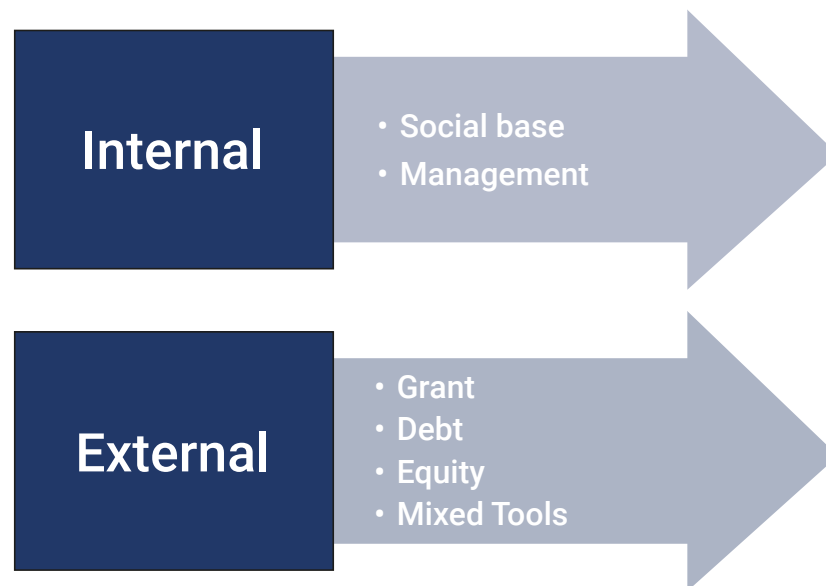 Internal
• Social base
• Management
External
• Grant
• Debt
• Equity
• Mixed Tools